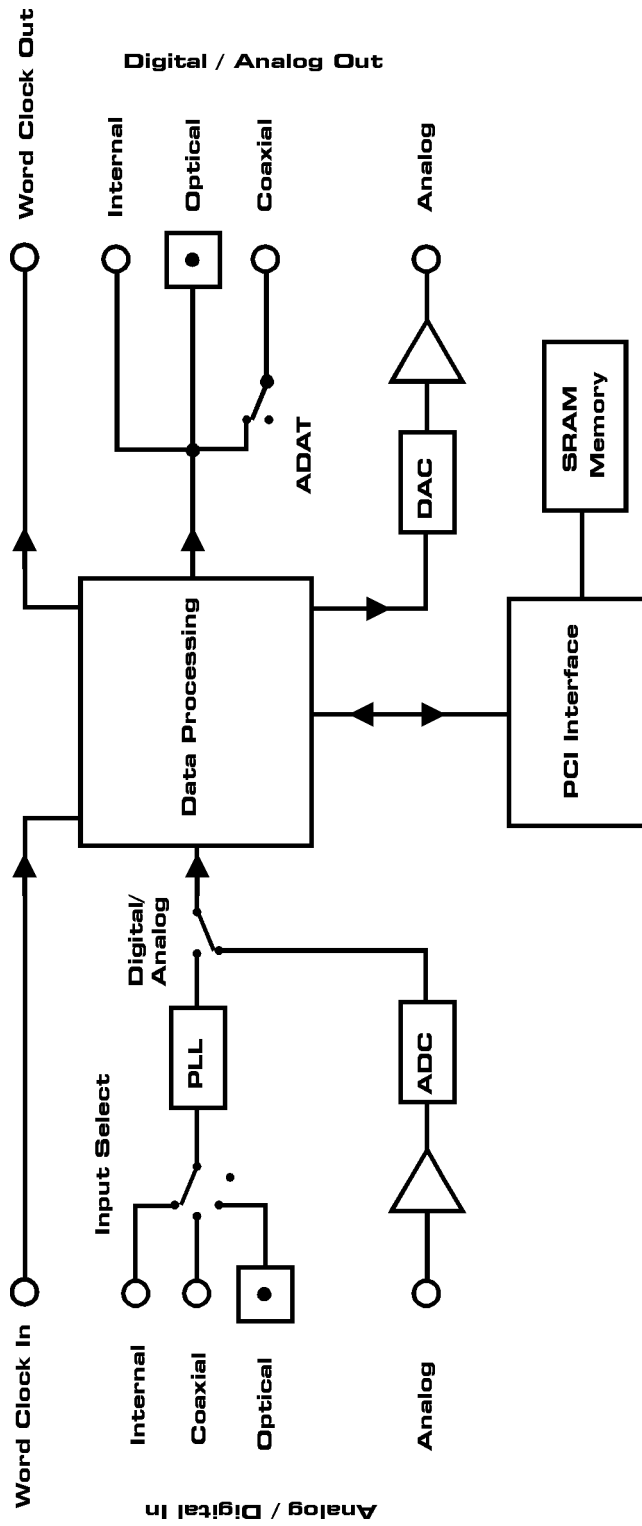 Word Clock In
Word Clock Out
Analog / Digital In
Digital / Analog Out
Input Select
Internal
Coaxial
Optical
Analog
PLL
ADC
Digital/
Analog
Data Processing
ADAT
Internal
Optical
Coaxial
Analog
DAC
PCI Interface
SRAM
Memory